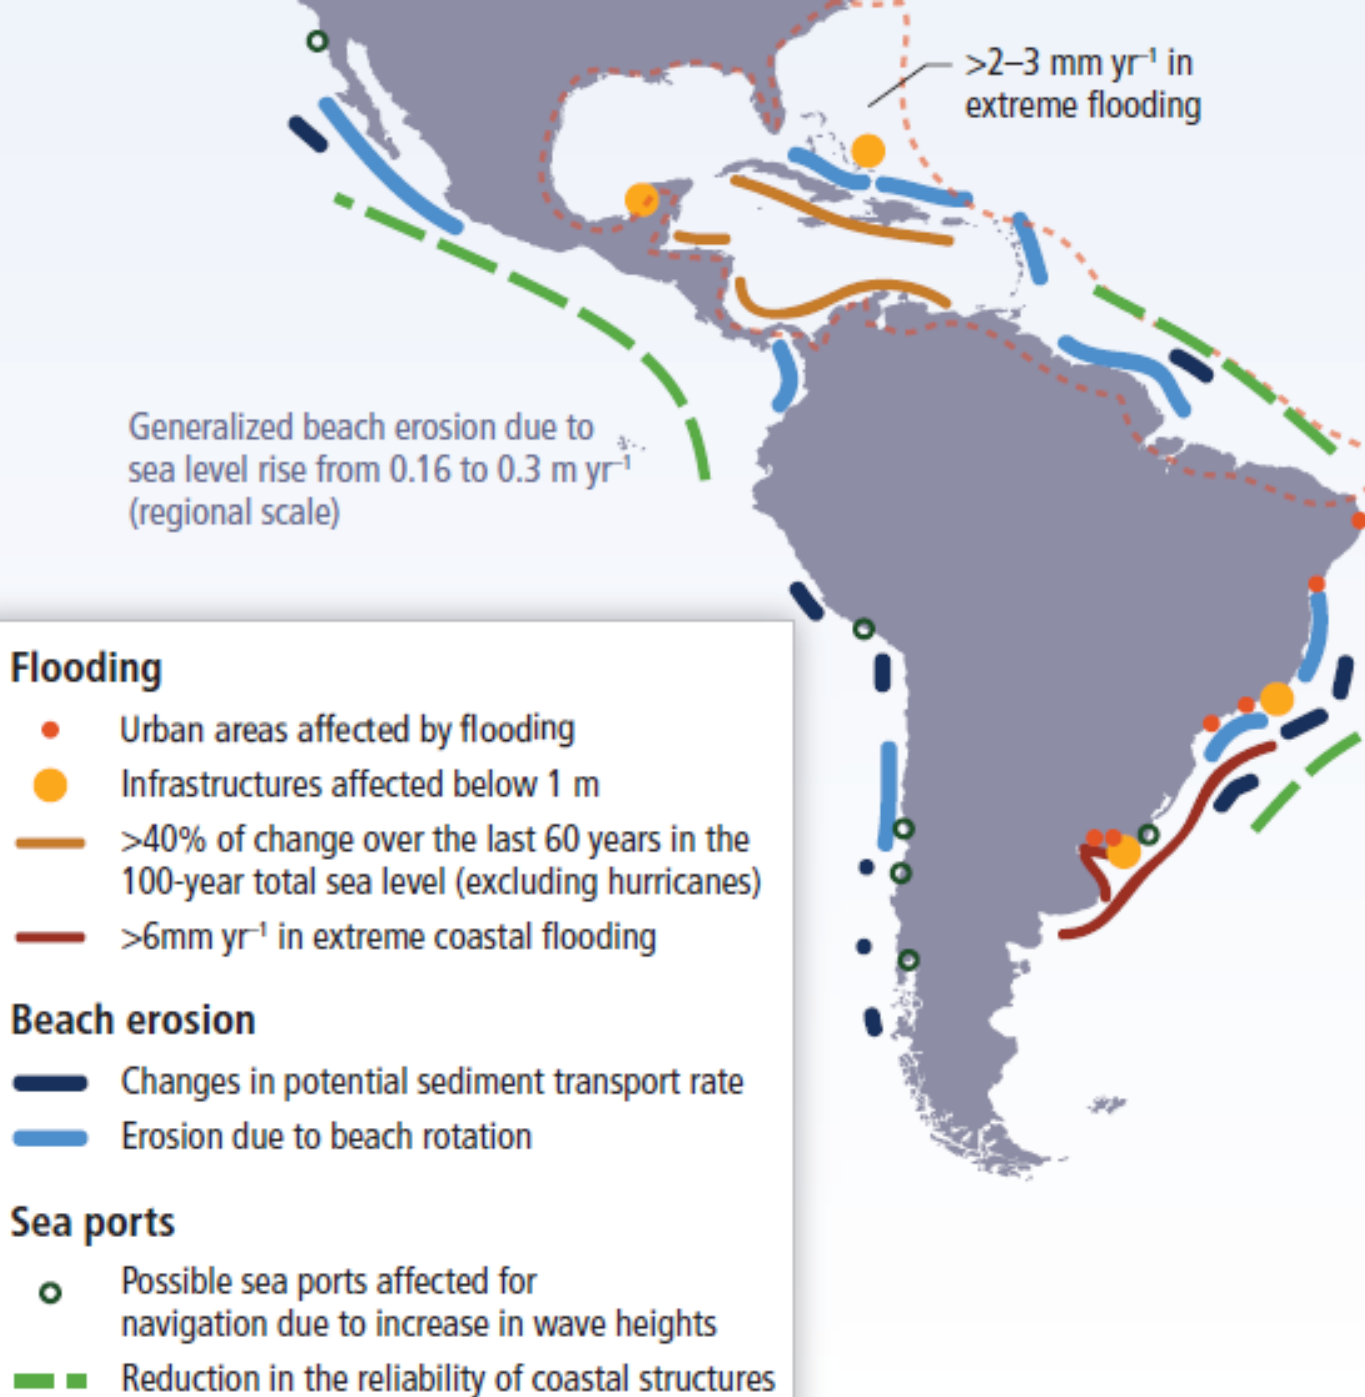 >2–3 mm yr⁻¹ in
extreme flooding
Generalized beach erosion due to
sea level rise from 0.16 to 0.3 m yr⁻¹
(regional scale)
Flooding
Urban areas affected by flooding
Infrastructures affected below 1 m
>40% of change over the last 60 years in the
100-year total sea level (excluding hurricanes)
>6mm yr⁻¹ in extreme coastal flooding
Beach erosion
Changes in potential sediment transport rate
Erosion due to beach rotation
Sea ports
Possible sea ports affected for
navigation due to increase in wave heights
Reduction in the reliability of coastal structures